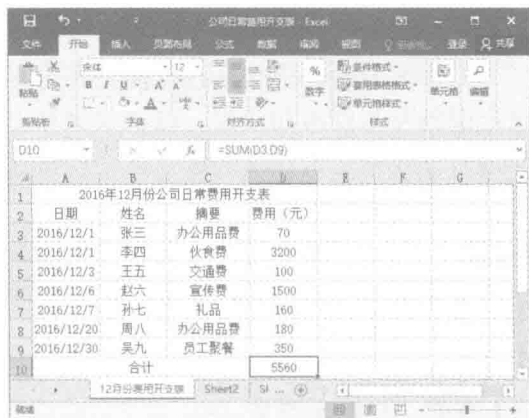 公司日常费用开支表 - Excel
文件 开始 插入 页面布局 公式 数据 审阅 视图 登录 共享
宋体 12
粘贴 B I U A A % 数字 条件格式 套用表格格式 单元格样式 单元格 编辑
剪贴板 字体 对齐方式 样式
D10 fx =SUM(D3:D9)
A B C D E F G
1 2016年12月份公司日常费用开支表
2 日期 姓名 摘要 费用（元）
3 2016/12/1 张三 办公用品费 70
4 2016/12/1 李四 伙食费 3200
5 2016/12/3 王五 交通费 100
6 2016/12/6 赵六 宣传费 1500
7 2016/12/7 孙七 礼品 160
8 2016/12/20 周八 办公用品费 180
9 2016/12/30 吴九 员工聚餐 350
10 合计 5560
12月份费用开支表 Sheet2 ...
就绪